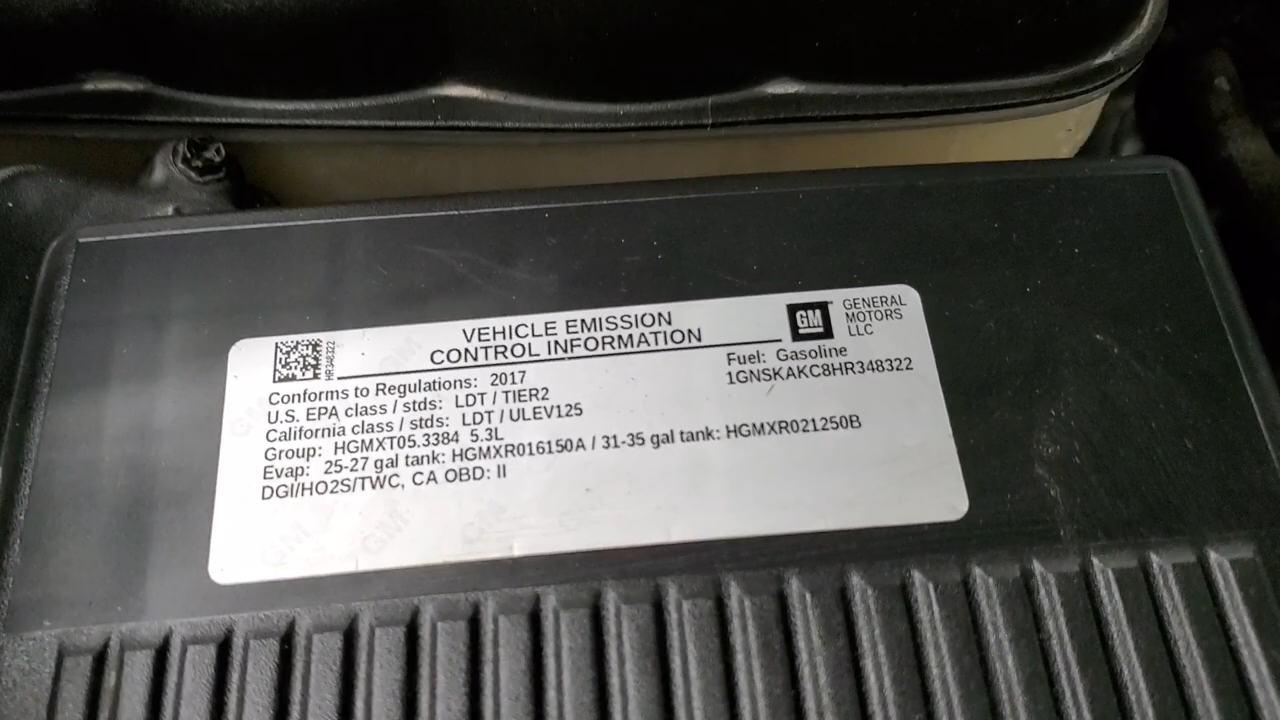 VEHICLE EMISSION
CONTROL INFORMATION
GM
GENERAL
MOTORS
LLC
HR348322
Conforms to Regulations: 2017
Fuel: Gasoline
U.S. EPA class / stds: LDT / TIER2
1GNSKAKC8HR348322
California class / stds: LDT / ULEV125
Group: HGMXT05.3384 5.3L
Evap: 25-27 gal tank: HGMXR016150A / 31-35 gal tank: HGMXR021250B
DGI/HO2S/TWC, CA OBD: II